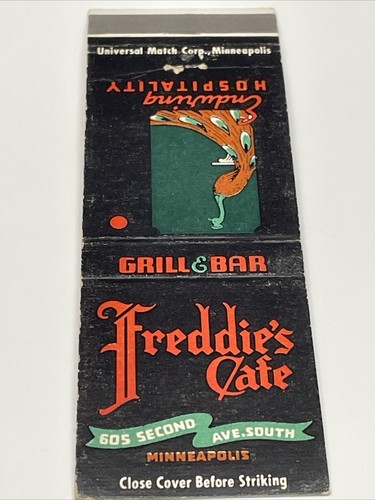 Universal Match Corp., Minneapolis
Enduring
HOSPITALITY
GRILL & BAR
Freddie's
Cafe
605 SECOND AVE. SOUTH
MINNEAPOLIS
Close Cover Before Striking